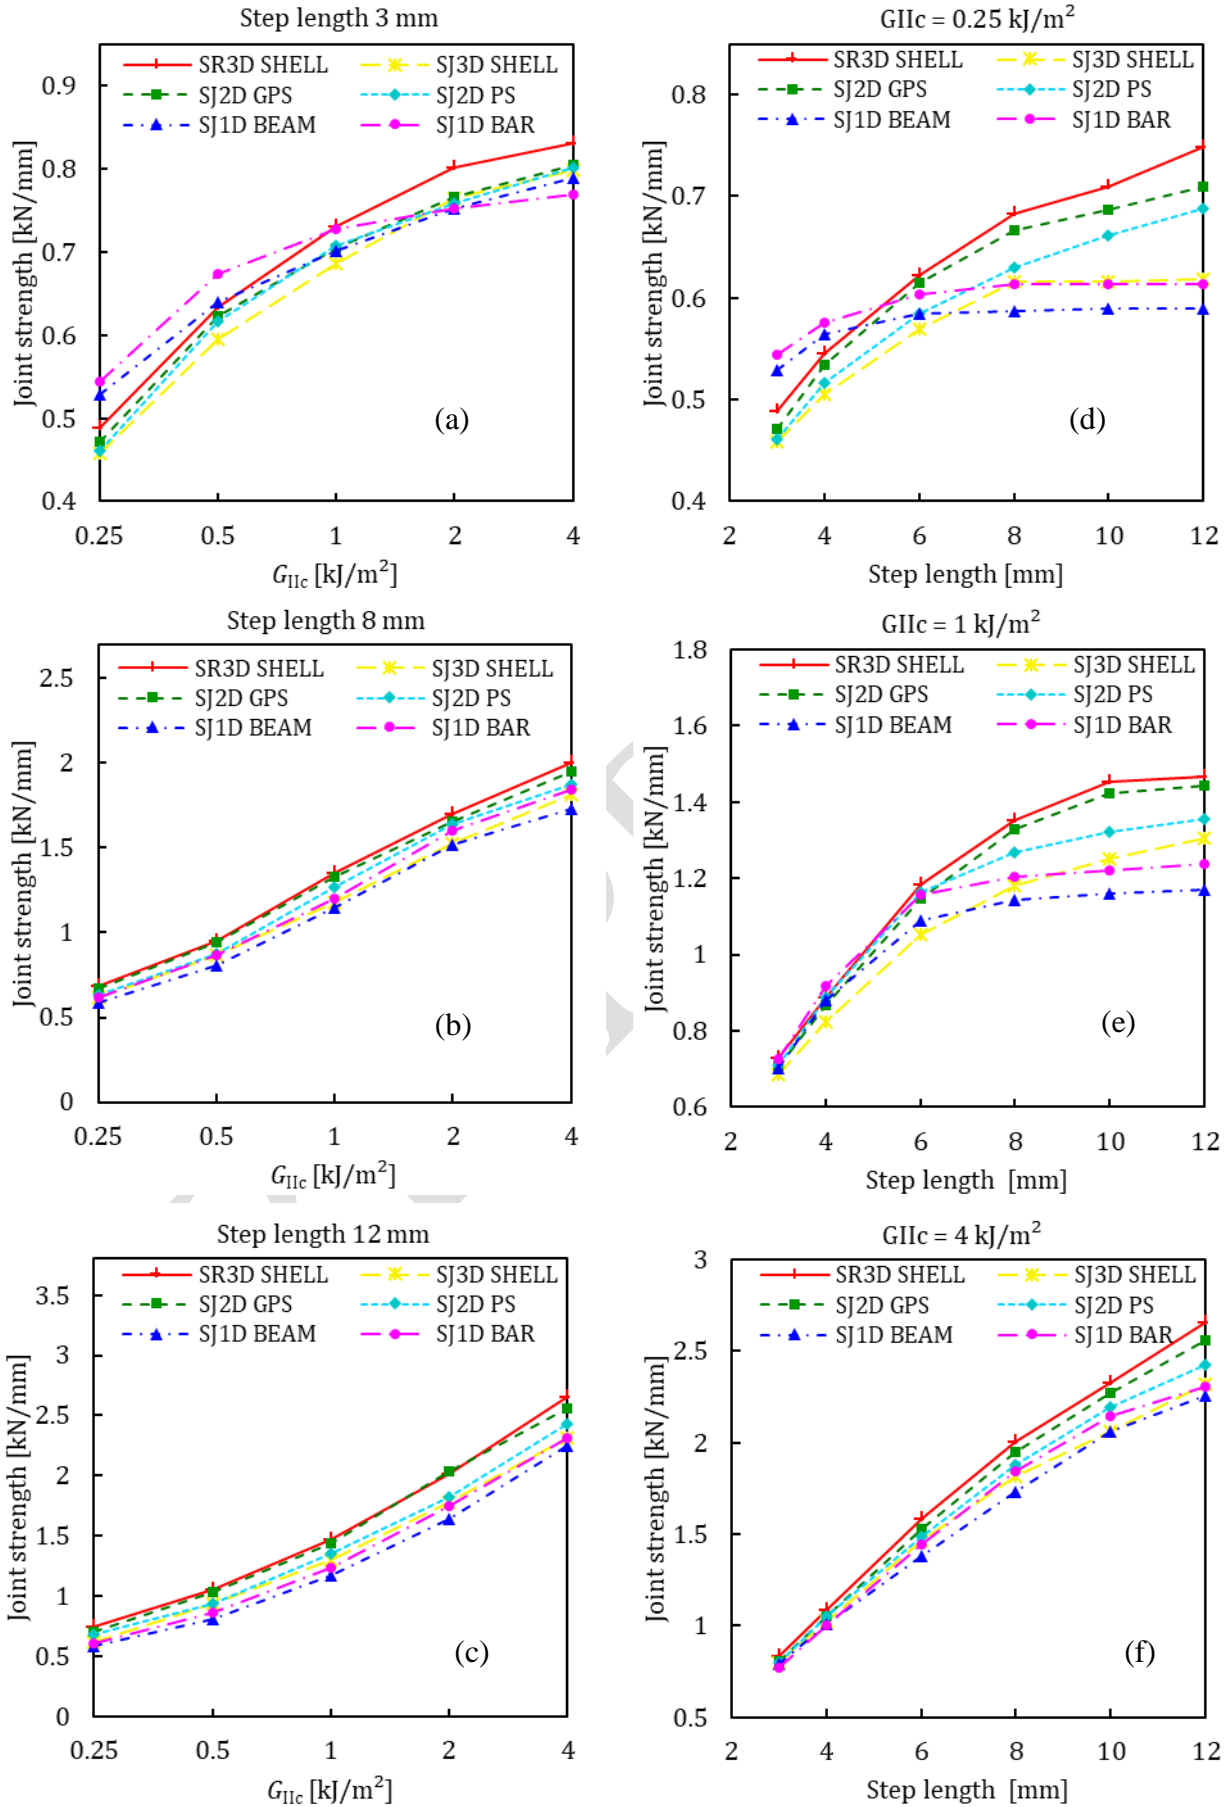 Step length 3 mm
SR3D SHELL
SJ3D SHELL
SJ2D GPS
SJ2D PS
SJ1D BEAM
SJ1D BAR
0.9
0.8
0.7
0.6
0.5
0.4
Joint strength [kN/mm]
(a)
0.25 0.5 1 2 4
G_IIc [kJ/m²]
GIIc = 0.25 kJ/m²
SR3D SHELL
SJ3D SHELL
SJ2D GPS
SJ2D PS
SJ1D BEAM
SJ1D BAR
0.8
0.7
0.6
0.5
0.4
Joint strength [kN/mm]
(d)
2 4 6 8 10 12
Step length [mm]
Step length 8 mm
SR3D SHELL
SJ3D SHELL
SJ2D GPS
SJ2D PS
SJ1D BEAM
SJ1D BAR
2.5
2
1.5
1
0.5
0
Joint strength [kN/mm]
(b)
0.25 0.5 1 2 4
G_IIc [kJ/m²]
GIIc = 1 kJ/m²
SR3D SHELL
SJ3D SHELL
SJ2D GPS
SJ2D PS
SJ1D BEAM
SJ1D BAR
1.8
1.6
1.4
1.2
1
0.8
0.6
Joint strength [kN/mm]
(e)
2 4 6 8 10 12
Step length [mm]
Step length 12 mm
SR3D SHELL
SJ3D SHELL
SJ2D GPS
SJ2D PS
SJ1D BEAM
SJ1D BAR
3.5
3
2.5
2
1.5
1
0.5
0
Joint strength [kN/mm]
(c)
0.25 0.5 1 2 4
G_IIc [kJ/m²]
GIIc = 4 kJ/m²
SR3D SHELL
SJ3D SHELL
SJ2D GPS
SJ2D PS
SJ1D BEAM
SJ1D BAR
3
2.5
2
1.5
1
0.5
Joint strength [kN/mm]
(f)
2 4 6 8 10 12
Step length [mm]